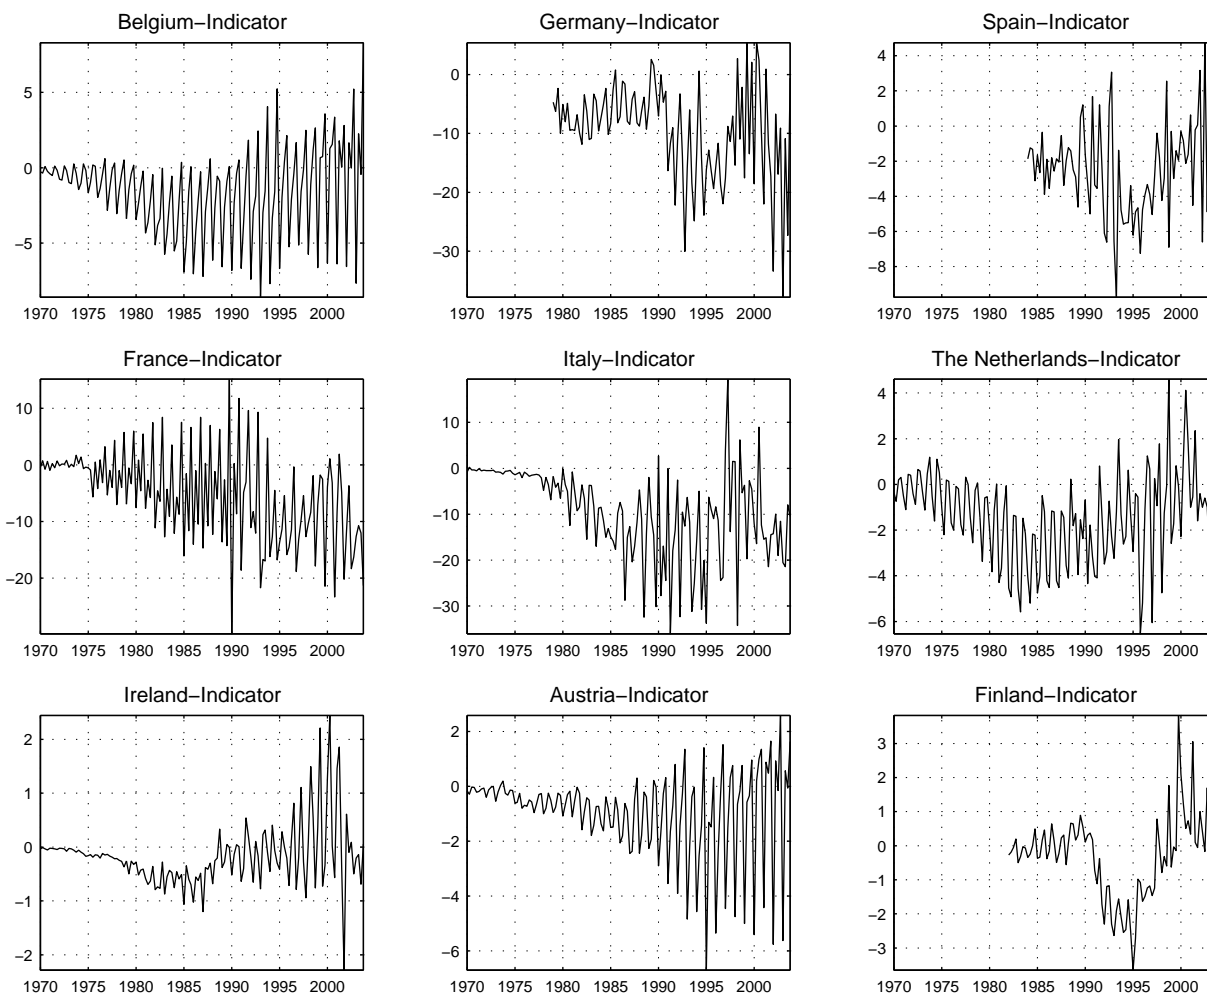 Belgium−Indicator
5
0
−5
1970 1975 1980 1985 1990 1995 2000
Germany−Indicator
0
−10
−20
−30
1970 1975 1980 1985 1990 1995 2000
Spain−Indicator
4
2
0
−2
−4
−6
−8
1970 1975 1980 1985 1990 1995 2000
France−Indicator
10
0
−10
−20
1970 1975 1980 1985 1990 1995 2000
Italy−Indicator
10
0
−10
−20
−30
1970 1975 1980 1985 1990 1995 2000
The Netherlands−Indicator
4
2
0
−2
−4
−6
1970 1975 1980 1985 1990 1995 2000
Ireland−Indicator
2
1
0
−1
−2
1970 1975 1980 1985 1990 1995 2000
Austria−Indicator
2
0
−2
−4
−6
1970 1975 1980 1985 1990 1995 2000
Finland−Indicator
3
2
1
0
−1
−2
−3
1970 1975 1980 1985 1990 1995 2000